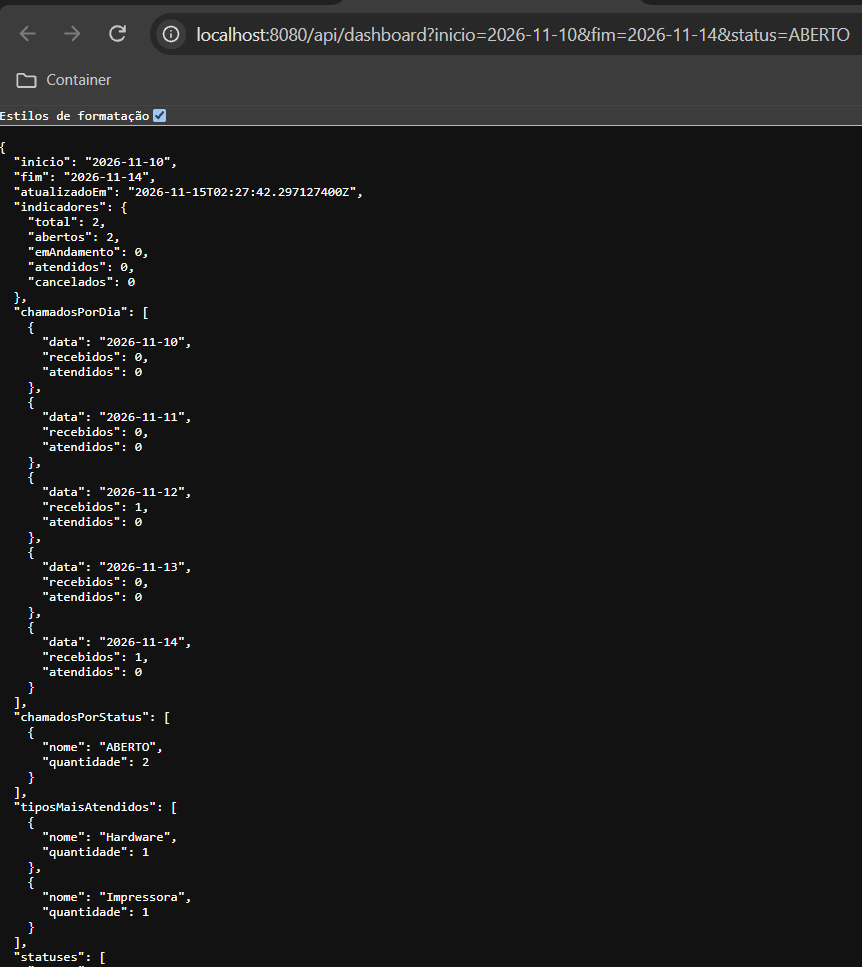 localhost:8080/api/dashboard?inicio=2026-11-10&fim=2026-11-14&status=ABERTO
Container
Estilos de formatação
{
  "inicio": "2026-11-10",
  "fim": "2026-11-14",
  "atualizadoEm": "2026-11-15T02:27:42.297127400Z",
  "indicadores": {
    "total": 2,
    "abertos": 2,
    "emAndamento": 0,
    "atendidos": 0,
    "cancelados": 0
  },
  "chamadosPorDia": [
    {
      "data": "2026-11-10",
      "recebidos": 0,
      "atendidos": 0
    },
    {
      "data": "2026-11-11",
      "recebidos": 0,
      "atendidos": 0
    },
    {
      "data": "2026-11-12",
      "recebidos": 1,
      "atendidos": 0
    },
    {
      "data": "2026-11-13",
      "recebidos": 0,
      "atendidos": 0
    },
    {
      "data": "2026-11-14",
      "recebidos": 1,
      "atendidos": 0
    }
  ],
  "chamadosPorStatus": [
    {
      "nome": "ABERTO",
      "quantidade": 2
    }
  ],
  "tiposMaisAtendidos": [
    {
      "nome": "Hardware",
      "quantidade": 1
    },
    {
      "nome": "Impressora",
      "quantidade": 1
    }
  ],
  "statuses": [